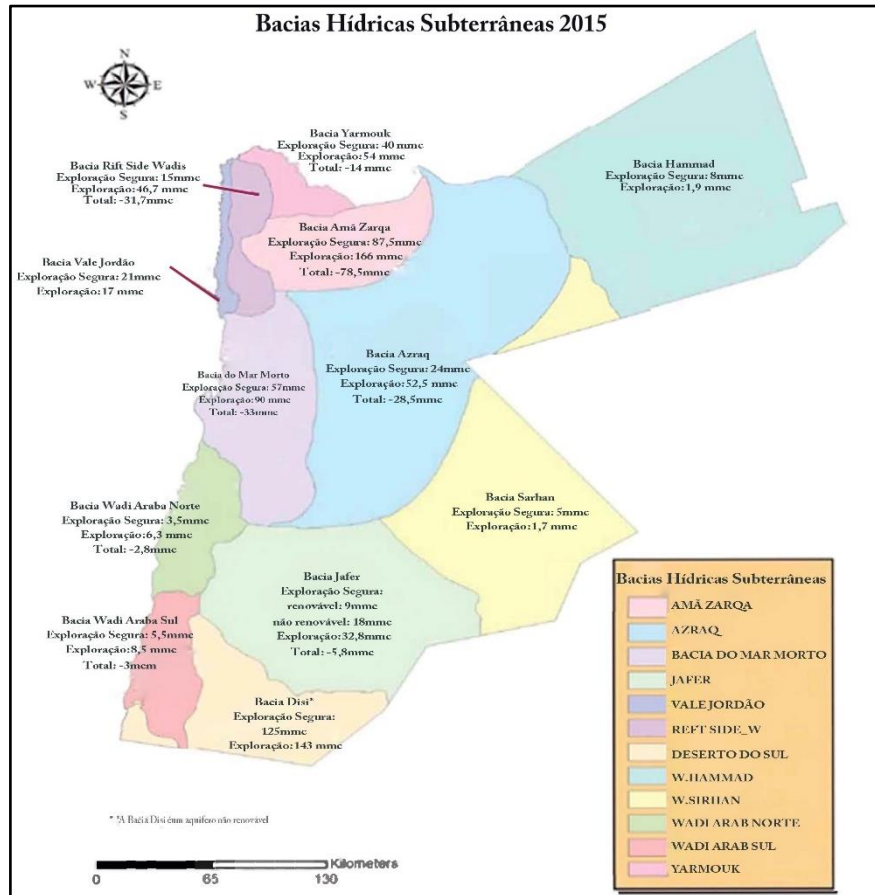 Bacias Hídricas Subterrâneas 2015
N
W E
S
Bacia Yarmouk
Exploração Segura: 40 mmc
Exploração: 54 mmc
Total: -14 mmc
Bacia Rift Side Wadis
Exploração Segura: 15mmc
Exploração: 46,7 mmc
Total: -31,7mmc
Bacia Hammad
Exploração Segura: 8mmc
Exploração: 1,9 mmc
Bacia Amã Zarqa
Exploração Segura: 87,5mmc
Exploração: 166 mmc
Total: -78,5mmc
Bacia Vale Jordão
Exploração Segura: 21mmc
Exploração: 17 mmc
Bacia Azraq
Exploração Segura: 24mmc
Exploração: 52,5 mmc
Total: -28,5mmc
Bacia do Mar Morto
Exploração Segura: 57mmc
Exploração: 90 mmc
Total: -33mmc
Bacia Sarhan
Exploração Segura: 5mmc
Exploração: 1,7 mmc
Bacia Wadi Araba Norte
Exploração Segura: 3,5mmc
Exploração: 6,3 mmc
Total: -2,8mmc
Bacia Jafer
Exploração Segura:
renovável: 9mmc
não renovável: 18mmc
Exploração: 32,8mmc
Total: -5,8mmc
Bacia Wadi Araba Sul
Exploração Segura: 5,5mmc
Exploração: 8,5 mmc
Total: -3mcm
Bacia Disi*
Exploração Segura:
125mmc
Exploração: 143 mmc
Bacias Hídricas Subterrâneas
AMÃ ZARQA
AZRAQ
BACIA DO MAR MORTO
JAFER
VALE JORDÃO
REFT SIDE_W
DESERTO DO SUL
W.HAMMAD
W.SIRHAN
WADI ARAB NORTE
WADI ARAB SUL
YARMOUK
* "A Bacia Disi é um aquífero não renovável
Kilometers
0 65 130